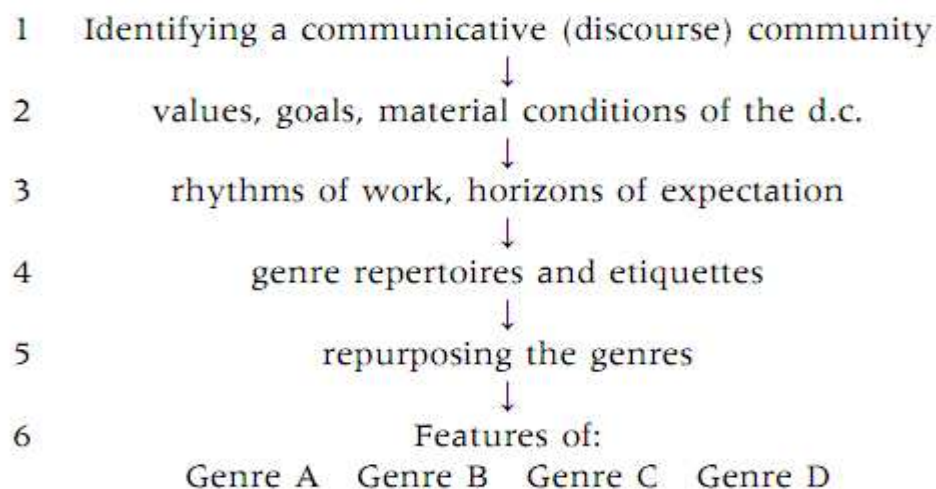 1 Identifying a communicative (discourse) community
↓
2 values, goals, material conditions of the d.c.
↓
3 rhythms of work, horizons of expectation
↓
4 genre repertoires and etiquettes
↓
5 repurposing the genres
↓
6 Features of:
Genre A Genre B Genre C Genre D